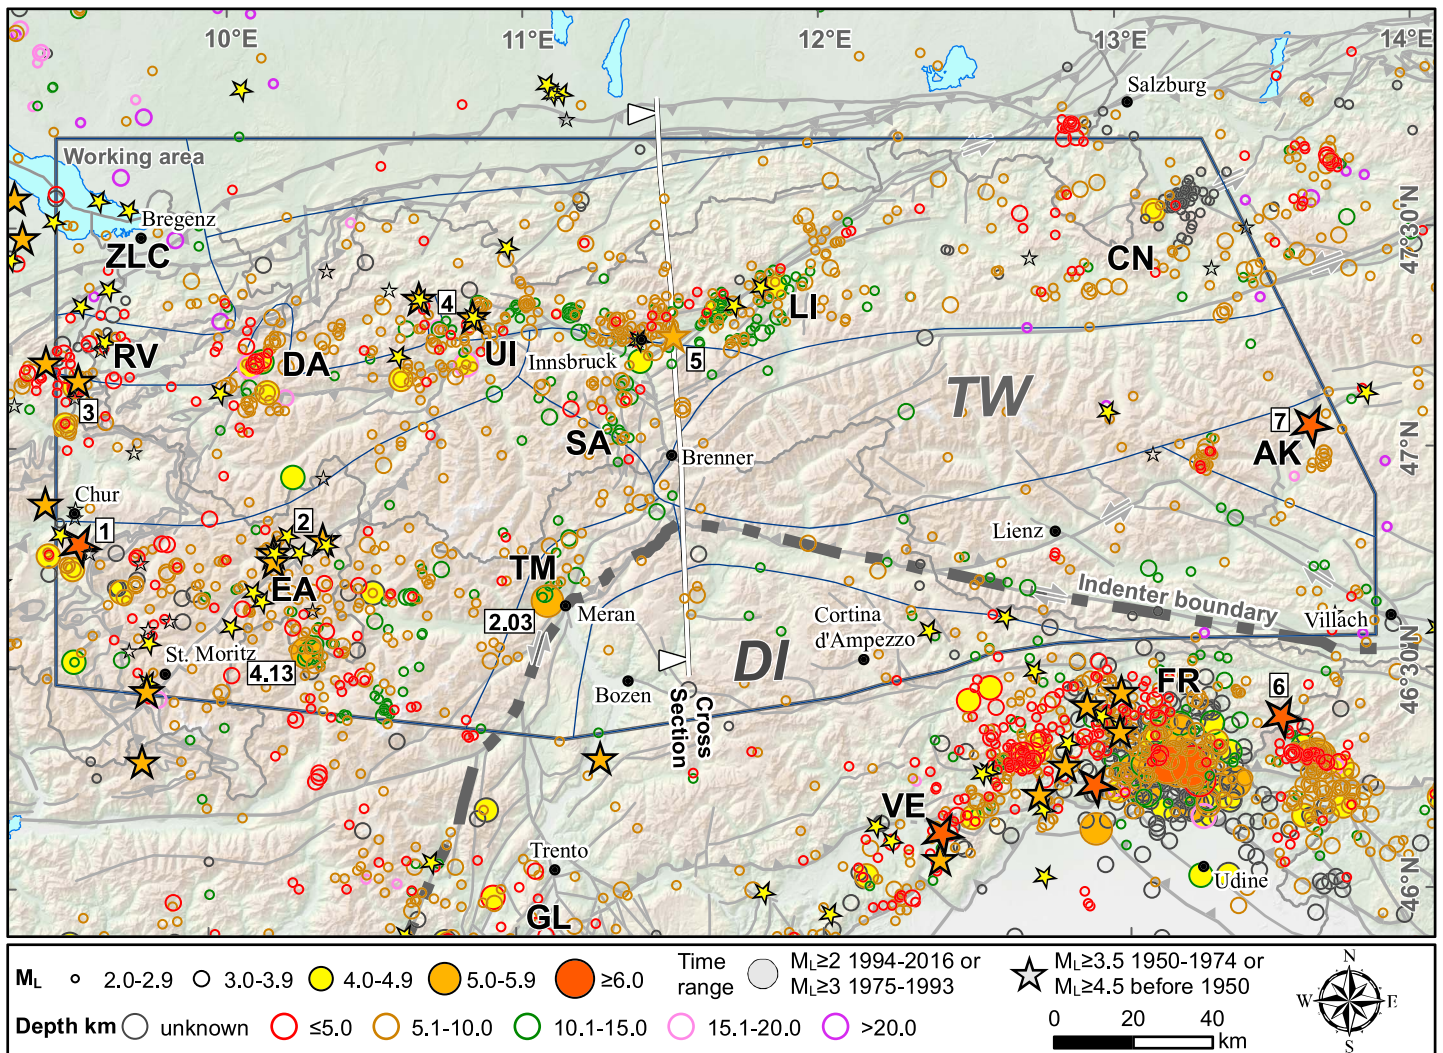 10°E
11°E
12°E
13°E
14°E
Salzburg
Working area
Bregenz
ZLC
47°30'N
CN
4
LI
RV
DA
UI
Innsbruck
5
TW
3
7
SA
Brenner
AK
47°N
Chur
1
2
Lienz
EA
TM
Meran
2.03
Indenter boundary
Cortina
d'Ampezzo
Villach
St. Moritz
4.13
DI
Bozen
Cross
Section
FR
6
46°30'N
VE
Trento
Udine
46°N
GL
ML 2.0-2.9 3.0-3.9 4.0-4.9 5.0-5.9 ≥6.0
Time
range
ML≥2 1994-2016 or
ML≥3 1975-1993
ML≥3.5 1950-1974 or
ML≥4.5 before 1950
N
W E
S
Depth km unknown ≤5.0 5.1-10.0 10.1-15.0 15.1-20.0 >20.0
0 20 40
km